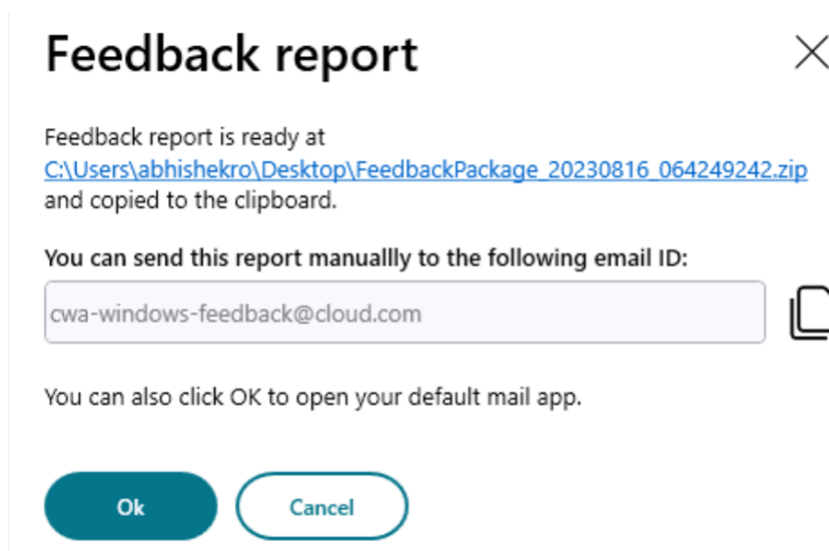 Feedback report
Feedback report is ready at
C:\Users\abhishekro\Desktop\FeedbackPackage_20230816_064249242.zip
and copied to the clipboard.
You can send this report manuallly to the following email ID:
cwa-windows-feedback@cloud.com
You can also click OK to open your default mail app.
Ok
Cancel